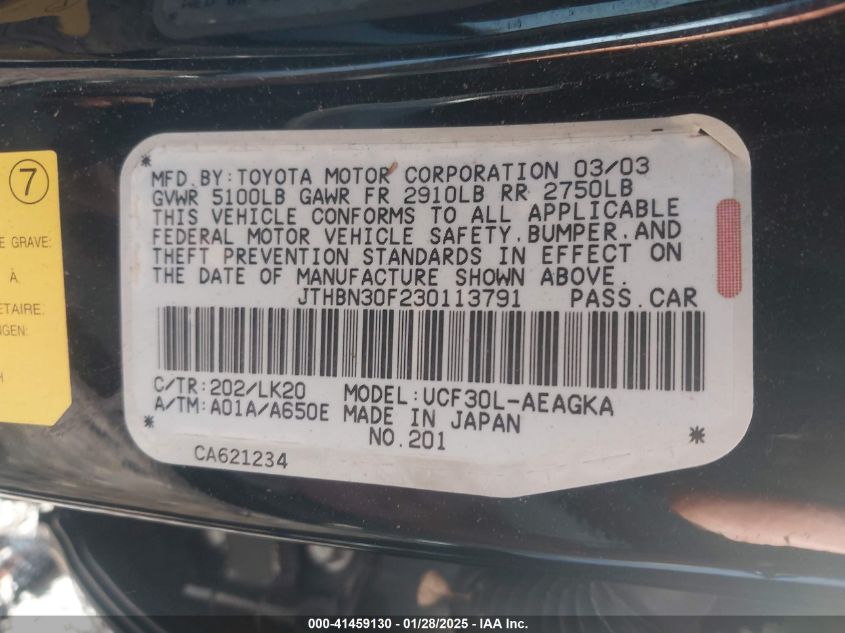 7
E GRAVE:
À
ETAIRE:
NGEN:
H
* MFD.BY:TOYOTA MOTOR CORPORATION 03/03
GVWR 5100LB GAWR FR 2910LB RR 2750LB
THIS VEHICLE CONFORMS TO ALL APPLICABLE
FEDERAL MOTOR VEHICLE SAFETY,BUMPER,AND
THEFT PREVENTION STANDARDS IN EFFECT ON
THE DATE OF MANUFACTURE SHOWN ABOVE.
JTHBN30F230113791 PASS.CAR
C/TR:202/LK20 MODEL:UCF30L-AEAGKA
A/TM:A01A/A650E MADE IN JAPAN
* NO.201 *
CA621234
000-41459130 - 01/28/2025 - IAA Inc.